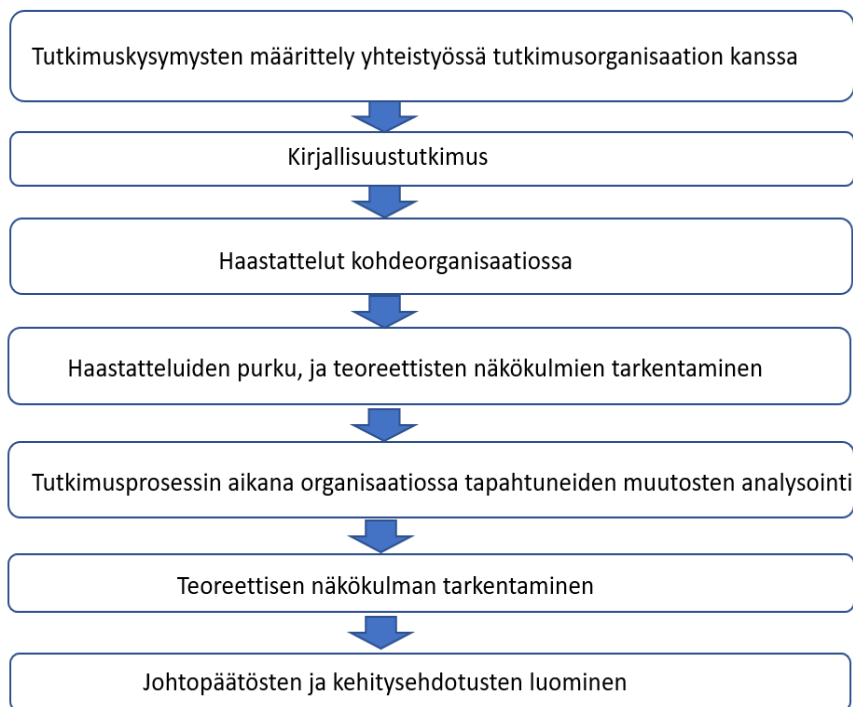 Tutkimuskysymysten määrittely yhteistyössä tutkimusorganisaation kanssa
Kirjallisuustutkimus
Haastattelut kohdeorganisaatiossa
Haastatteluiden purku, ja teoreettisten näkökulmien tarkentaminen
Tutkimusprosessin aikana organisaatiossa tapahtuneiden muutosten analysointi
Teoreettisen näkökulman tarkentaminen
Johtopäätösten ja kehitysehdotusten luominen